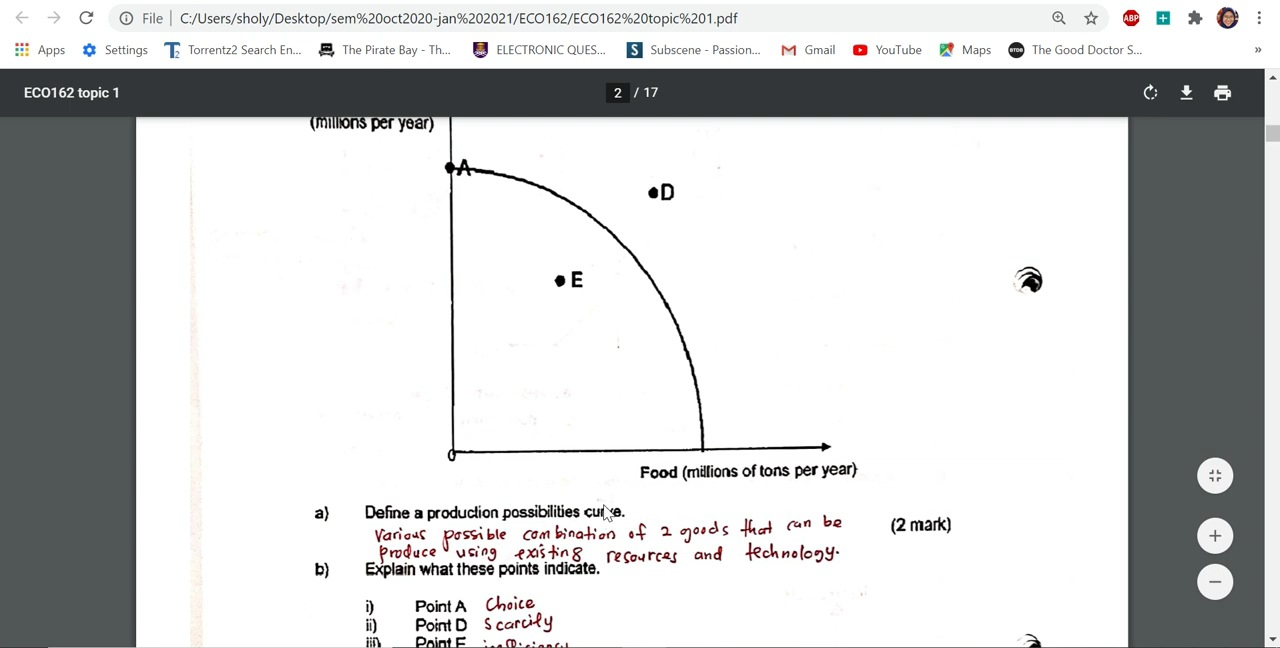 File C:/Users/sholy/Desktop/sem%20oct2020-jan%202021/ECO162/ECO162%20topic%201.pdf ABP
Apps Settings Torrentz2 Search En... The Pirate Bay - Th... ELECTRONIC QUES... S Subscene - Passion... Gmail YouTube Maps The Good Doctor S... »
ECO162 topic 1 2 / 17
(millions per year)
A
D
E
0
Food (millions of tons per year)
a) Define a production possibilities curve. (2 mark)
Various possible combination of 2 goods that can be
produce using existing resources and technology.
b) Explain what these points indicate.
i) Point A Choice
ii) Point D Scarcity
iii) Point E inefficiency